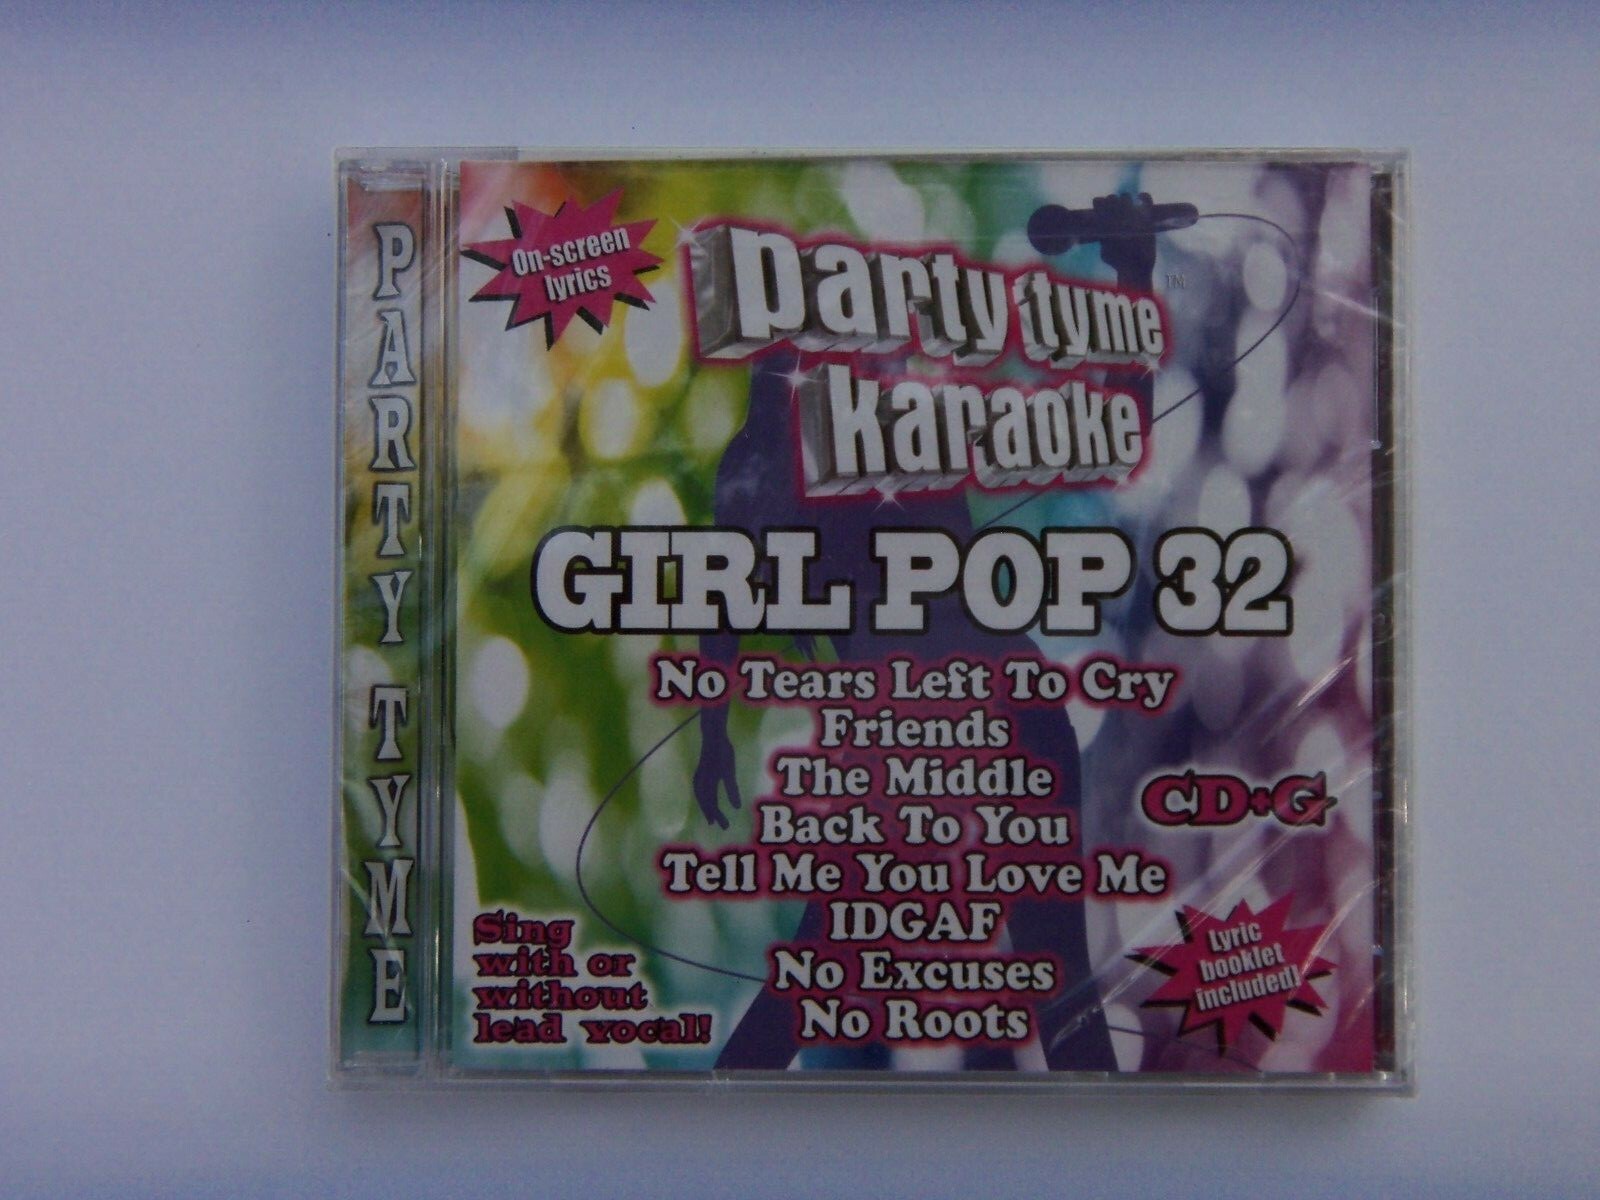 PARTY TYME
On-screen
lyrics
party tyme
karaoke
TM
GIRL POP 32
No Tears Left To Cry
Friends
The Middle
Back To You
Tell Me You Love Me
IDGAF
No Excuses
No Roots
CD+G
Sing
with or
without
lead vocal!
Lyric
booklet
included!